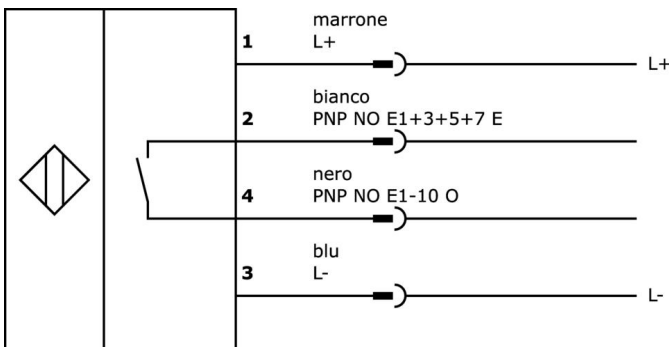 marrone
1 L+
L+
bianco
2 PNP NO E1+3+5+7 E
nero
4 PNP NO E1-10 O
blu
3 L-
L-